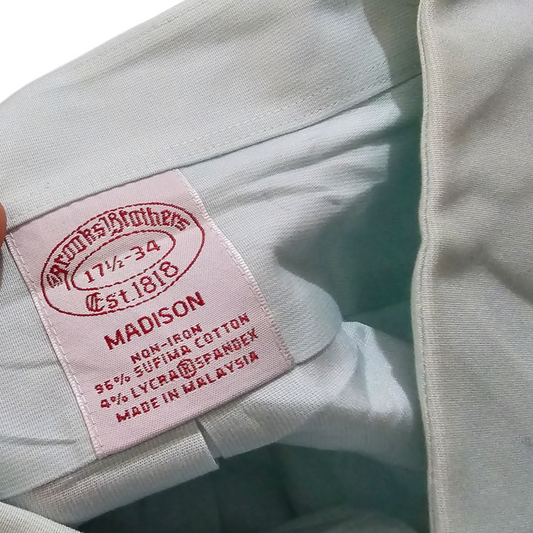 Brooks Brothers
17½-34
Est. 1818
MADISON
NON-IRON
96% SUPIMA COTTON
4% LYCRA®SPANDEX
MADE IN MALAYSIA